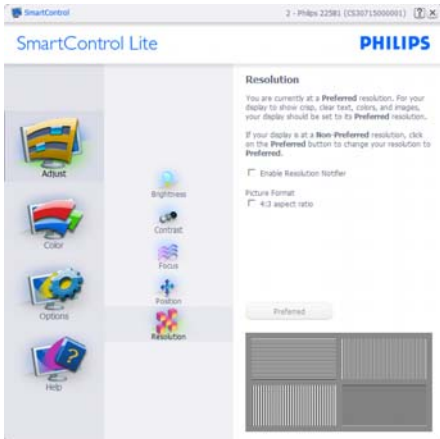 SmartControl
2 - Philips 225B1 (CS30715000001)
SmartControl Lite
PHILIPS
Adjust
Color
Options
Help
Brightness
Contrast
Focus
Position
Resolution
Resolution
You are currently at a Preferred resolution. For your
display to show crisp, clear text, colors, and images,
your display should be set to its Preferred resolution.
If your display is at a Non-Preferred resolution, click
on the Preferred button to change your resolution to
Preferred.
Enable Resolution Notifier
Picture Format
4:3 aspect ratio
Preferred